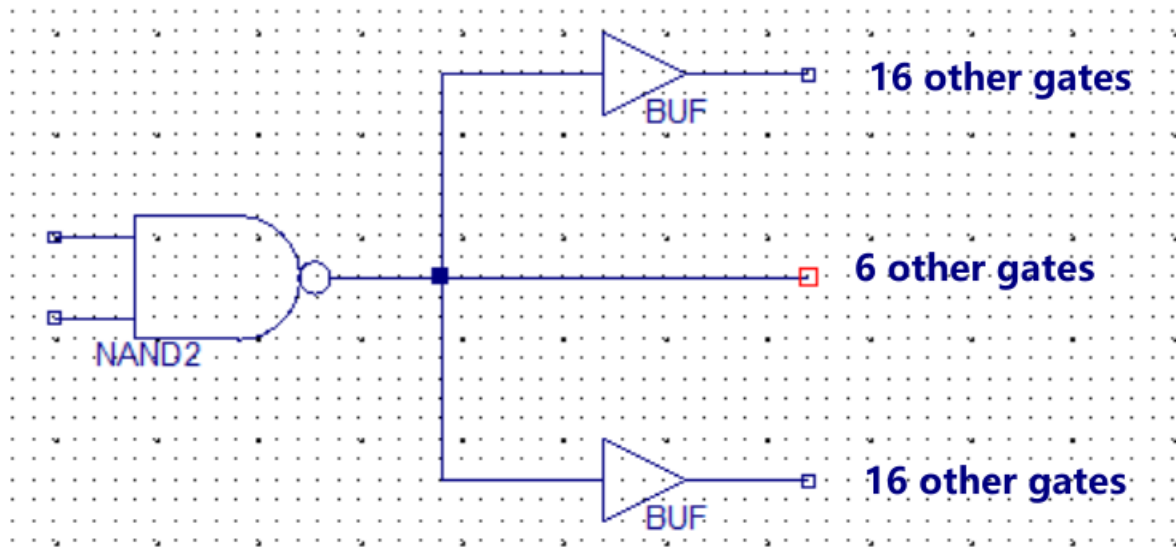 16 other gates
BUF
6 other gates
NAND2
16 other gates
BUF